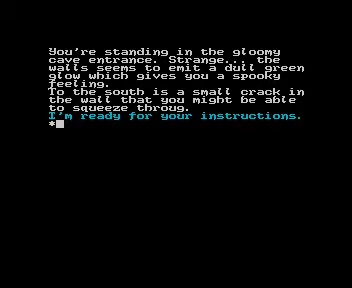 You're standing in the gloomy
cave entrance. Strange... the
walls seems to emit a dull green
glow which gives you a spooky
feeling.
To the south is a small crack in
the wall that you might be able
to squeeze throug.
I'm ready for your instructions.
*